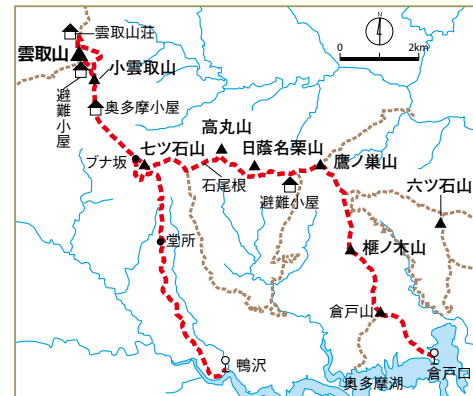 雲取山荘
雲取山
小雲取山
避難小屋
奥多摩小屋
N
0
2km
ブナ坂
七ツ石山
高丸山
日蔭名栗山
鷹ノ巣山
石尾根
避難小屋
六ツ石山
堂所
榧ノ木山
倉戸山
鴨沢
奥多摩湖
倉戸口